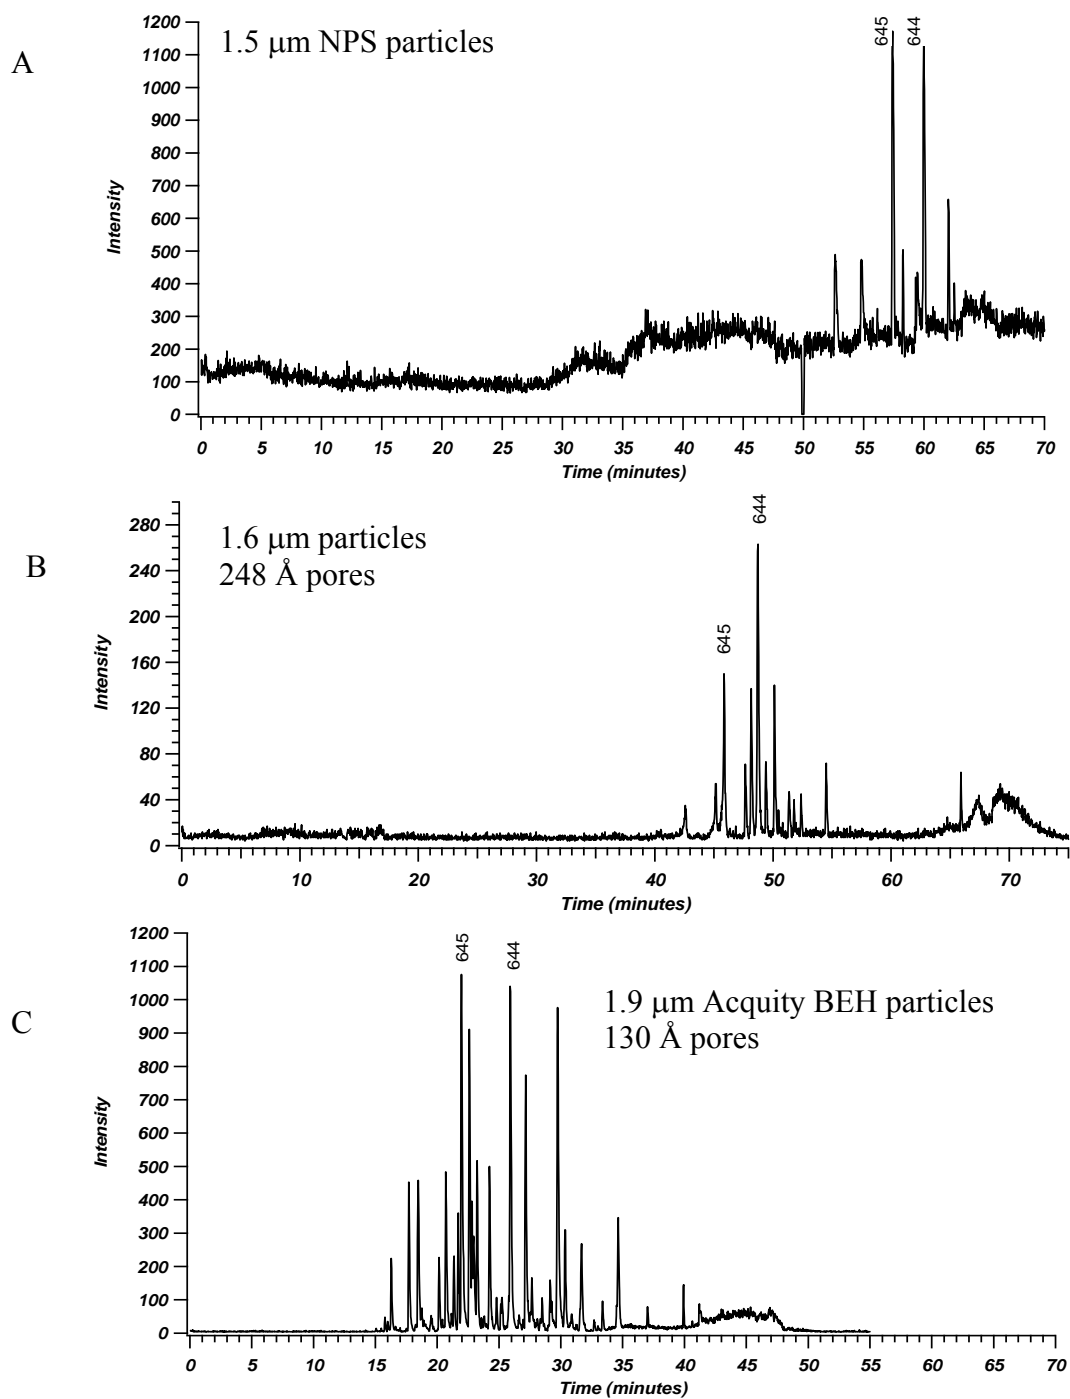 A
1.5 μm NPS particles
645
644
1200
1100
1000
900
800
700
600
500
400
300
200
100
0
Intensity
0 5 10 15 20 25 30 35 40 45 50 55 60 65 70
Time (minutes)
B
1.6 μm particles
248 Å pores
645
644
280
240
200
160
120
80
40
0
Intensity
0 10 20 30 40 50 60 70
Time (minutes)
C
1.9 μm Acquity BEH particles
130 Å pores
645
644
1200
1100
1000
900
800
700
600
500
400
300
200
100
0
Intensity
0 5 10 15 20 25 30 35 40 45 50 55 60 65 70
Time (minutes)